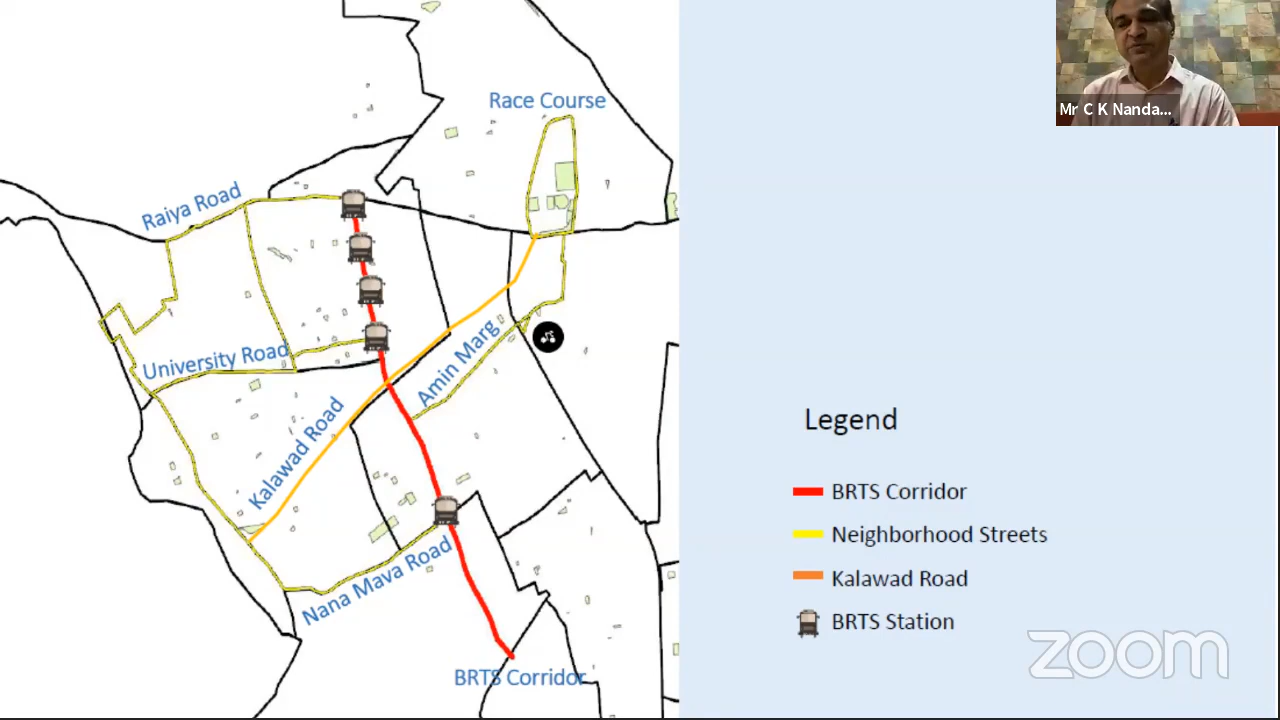 Race Course
Mr C K Nanda...
Raiya Road
University Road
Amin Marg
Kalawad Road
Legend
BRTS Corridor
Neighborhood Streets
Kalawad Road
BRTS Station
Nana Mava Road
BRTS Corridor
zoom